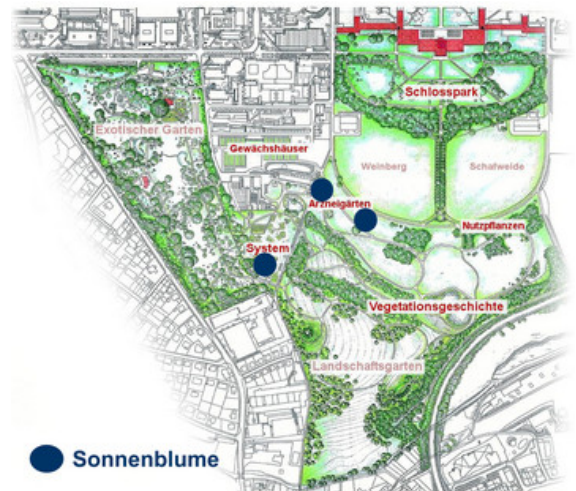 Schlosspark
Exotischer Garten
Gewächshäuser
Weinberg
Schafweide
Arzneigärten
Nutzpflanzen
System
Vegetationsgeschichte
Landschaftsgarten
Sonnenblume